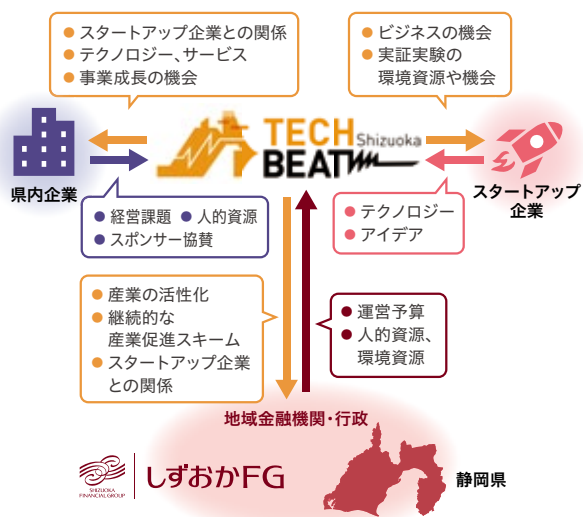 ● スタートアップ企業との関係
● テクノロジー、サービス
● 事業成長の機会
● ビジネスの機会
● 実証実験の
環境資源や機会
TECH
BEAT
Shizuoka
県内企業
スタートアップ
企業
● 経営課題 ● 人的資源
● スポンサー協賛
● テクノロジー
● アイデア
● 産業の活性化
● 継続的な
産業促進スキーム
● スタートアップ企業
との関係
● 運営予算
● 人的資源、
環境資源
地域金融機関・行政
SHIZUOKA
FINANCIAL GROUP
しずおかFG
静岡県